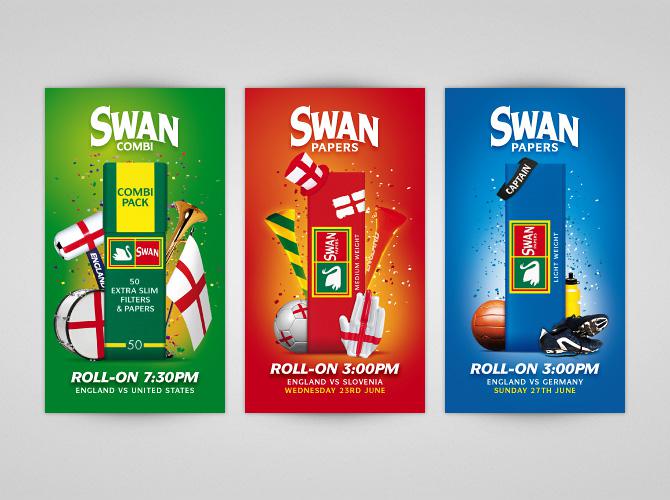 SWAN
COMBI
COMBI
PACK
SWAN
ENGLAND
50
EXTRA SLIM
FILTERS
& PAPERS
50
ROLL-ON 7:30PM
ENGLAND VS UNITED STATES
SWAN
PAPERS
SWAN
PAPERS
MEDIUM WEIGHT
ENGLAND
ROLL-ON 3:00PM
ENGLAND VS SLOVENIA
WEDNESDAY 23RD JUNE
SWAN
PAPERS
CAPTAIN
SWAN
PAPERS
LIGHT WEIGHT
ROLL-ON 3:00PM
ENGLAND VS GERMANY
SUNDAY 27TH JUNE